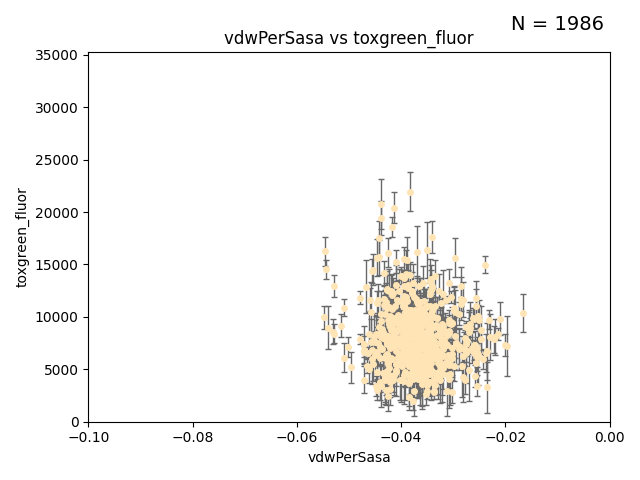 N = 1986
vdwPerSasa vs toxgreen_fluor
35000
30000
25000
20000
15000
10000
5000
0
toxgreen_fluor
−0.10 −0.08 −0.06 −0.04 −0.02 0.00
vdwPerSasa